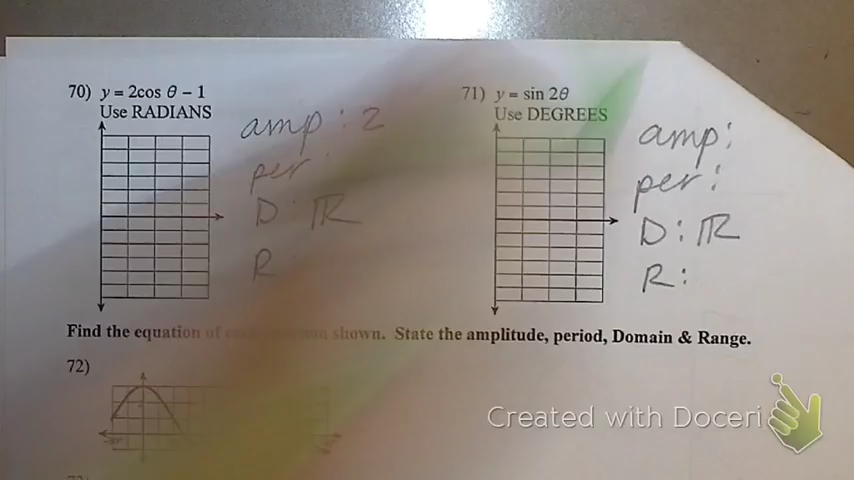 70) y = 2cos θ − 1
Use RADIANS
amp : 2
per :
D : ℝ
R
71) y = sin 2θ
Use DEGREES
amp:
per:
D: ℝ
R:
Find the equation of shown. State the amplitude, period, Domain & Range.
72)
Created with Doceri